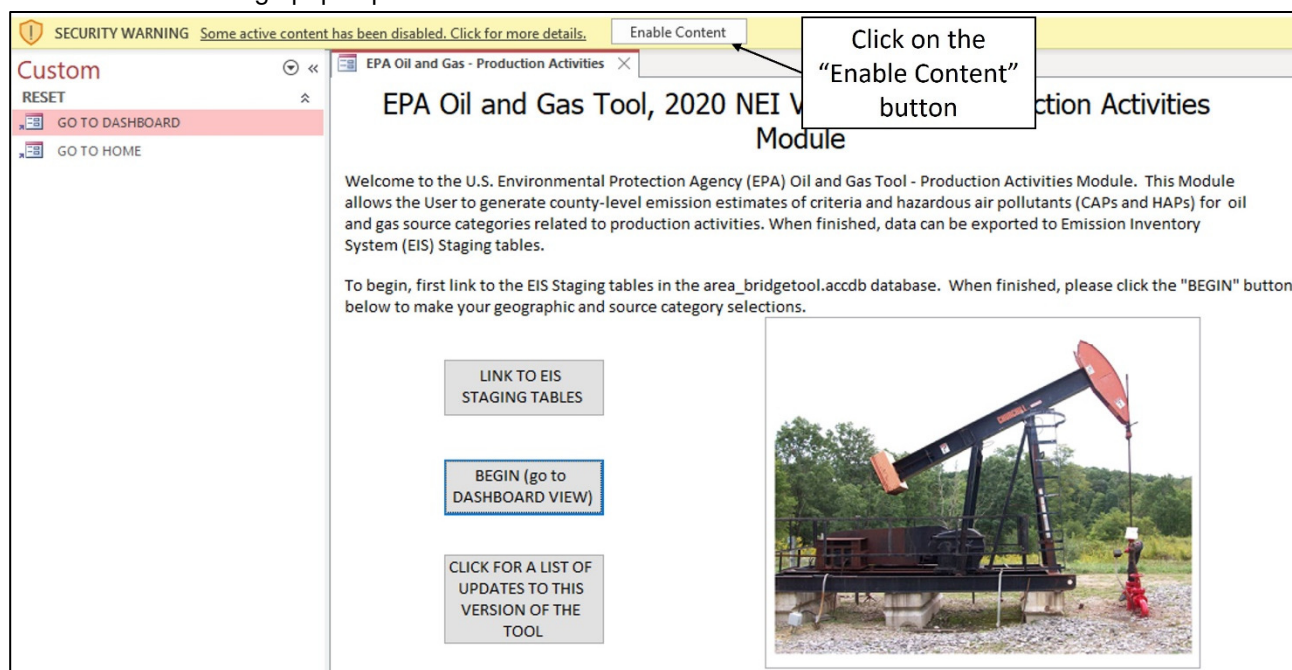 SECURITY WARNING Some active content has been disabled. Click for more details. Enable Content
Click on the
“Enable Content”
button
Custom
RESET
GO TO DASHBOARD
GO TO HOME
EPA Oil and Gas - Production Activities
EPA Oil and Gas Tool, 2020 NEI V ction Activities
Module
Welcome to the U.S. Environmental Protection Agency (EPA) Oil and Gas Tool - Production Activities Module. This Module
allows the User to generate county-level emission estimates of criteria and hazardous air pollutants (CAPs and HAPs) for oil
and gas source categories related to production activities. When finished, data can be exported to Emission Inventory
System (EIS) Staging tables.
To begin, first link to the EIS Staging tables in the area_bridgetool.accdb database. When finished, please click the "BEGIN" button
below to make your geographic and source category selections.
LINK TO EIS
STAGING TABLES
BEGIN (go to
DASHBOARD VIEW)
CLICK FOR A LIST OF
UPDATES TO THIS
VERSION OF THE
TOOL
CHURCHILL